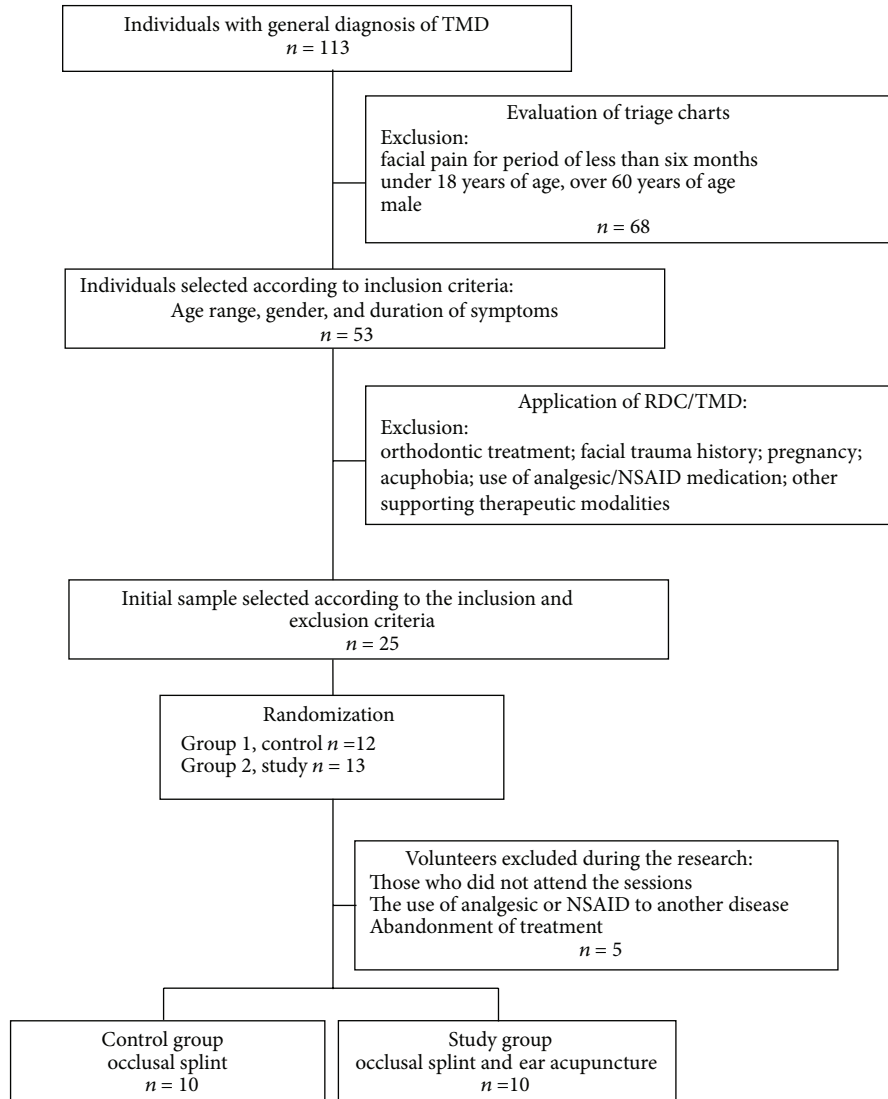 Individuals with general diagnosis of TMD
n = 113
Evaluation of triage charts
Exclusion:
facial pain for period of less than six months
under 18 years of age, over 60 years of age
male
n = 68
Individuals selected according to inclusion criteria:
Age range, gender, and duration of symptoms
n = 53
Application of RDC/TMD:
Exclusion:
orthodontic treatment; facial trauma history; pregnancy;
acuphobia; use of analgesic/NSAID medication; other
supporting therapeutic modalities
Initial sample selected according to the inclusion and
exclusion criteria
n = 25
Randomization
Group 1, control n =12
Group 2, study n = 13
Volunteers excluded during the research:
Those who did not attend the sessions
The use of analgesic or NSAID to another disease
Abandonment of treatment
n = 5
Control group
occlusal splint
n = 10
Study group
occlusal splint and ear acupuncture
n =10